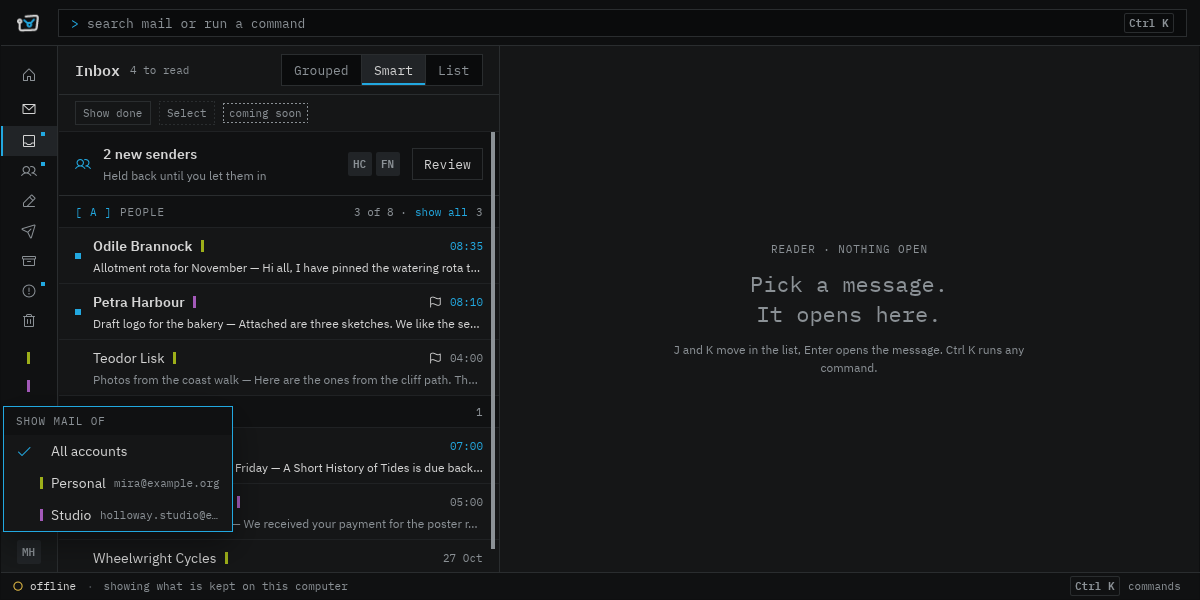 > search mail or run a command
Ctrl K
Inbox 4 to read
Grouped Smart List
Show done Select coming soon
2 new senders
Held back until you let them in
HC FN Review
[ A ] PEOPLE 3 of 8 · show all 3
Odile Brannock 08:35
Allotment rota for November — Hi all, I have pinned the watering rota t…
Petra Harbour 08:10
Draft logo for the bakery — Attached are three sketches. We like the se…
Teodor Lisk 04:00
Photos from the coast walk — Here are the ones from the cliff path. Th…
1
07:00
Friday — A Short History of Tides is due back…
05:00
— We received your payment for the poster r…
Wheelwright Cycles 27 Oct
SHOW MAIL OF
All accounts
Personal mira@example.org
Studio holloway.studio@e…
MH
READER · NOTHING OPEN
Pick a message.
It opens here.
J and K move in the list, Enter opens the message. Ctrl K runs any
command.
offline · showing what is kept on this computer
Ctrl K commands